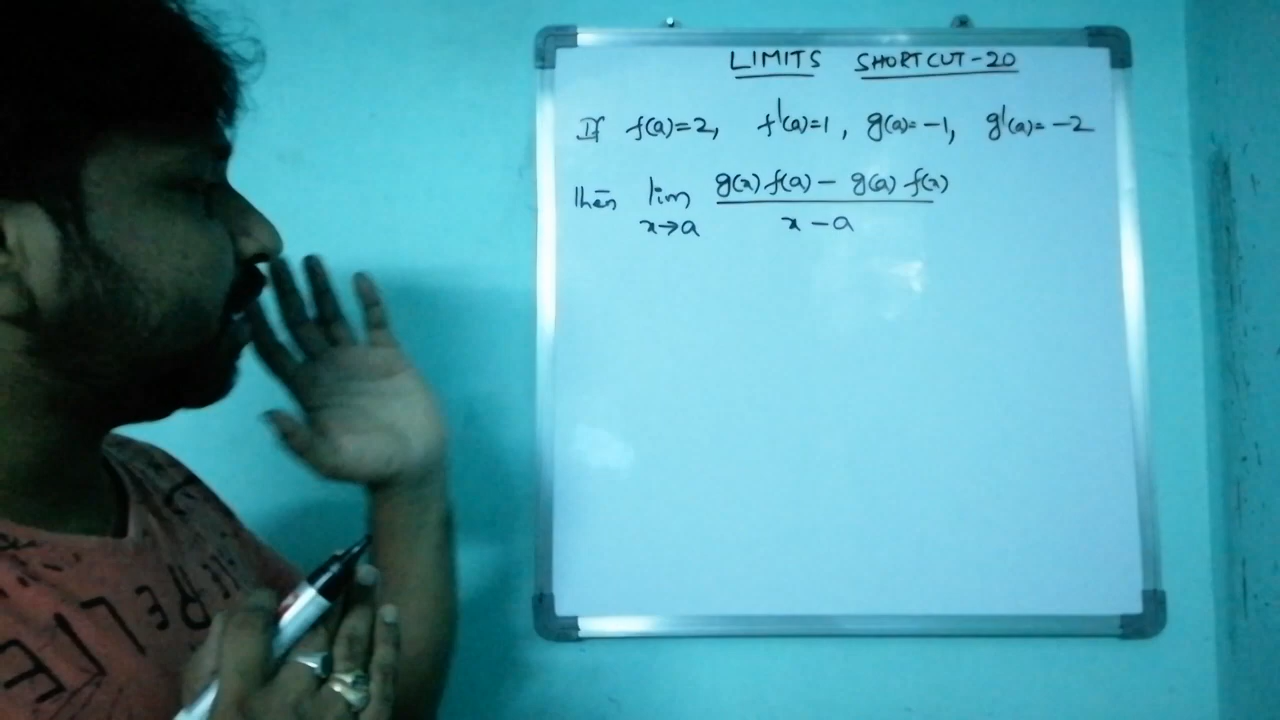 LIMITS SHORTCUT-20
If f(a)=2, f'(a)=1, g(a)=-1, g'(a)=-2
Then lim x→a g(x) f(a) - g(a) f(x) / x - a